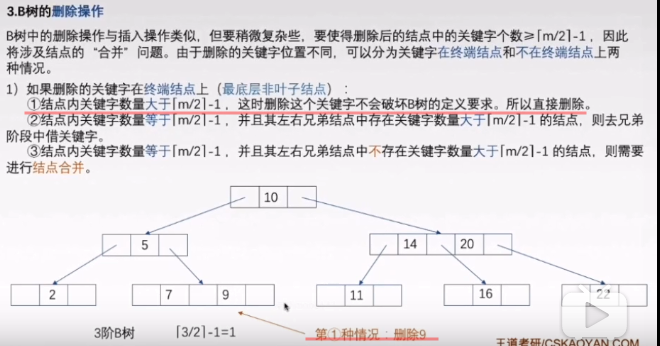 3.B树的删除操作
B树中的删除操作与插入操作类似，但要稍微复杂些，要使得删除后的结点中的关键字个数≥⌈m/2⌉-1，因此
将涉及结点的“合并”问题。由于删除的关键字位置不同，可以分为关键字在终端结点和不在终端结点上两
种情况。
1）如果删除的关键字在终端结点上（最底层非叶子结点）：
①结点内关键字数量大于⌈m/2⌉-1，这时删除这个关键字不会破坏B树的定义要求。所以直接删除。
②结点内关键字数量等于⌈m/2⌉-1，并且其左右兄弟结点中存在关键字数量大于⌈m/2⌉-1 的结点，则去兄弟
阶段中借关键字。
③结点内关键字数量等于⌈m/2⌉-1，并且其左右兄弟结点中不存在关键字数量大于⌈m/2⌉-1 的结点，则需要
进行结点合并。
10
5 14 20
2 7 9 11 16 22
3阶B树 ⌈3/2⌉-1=1 第①种情况：删除9
王道考研/CSKAOYAN.COM